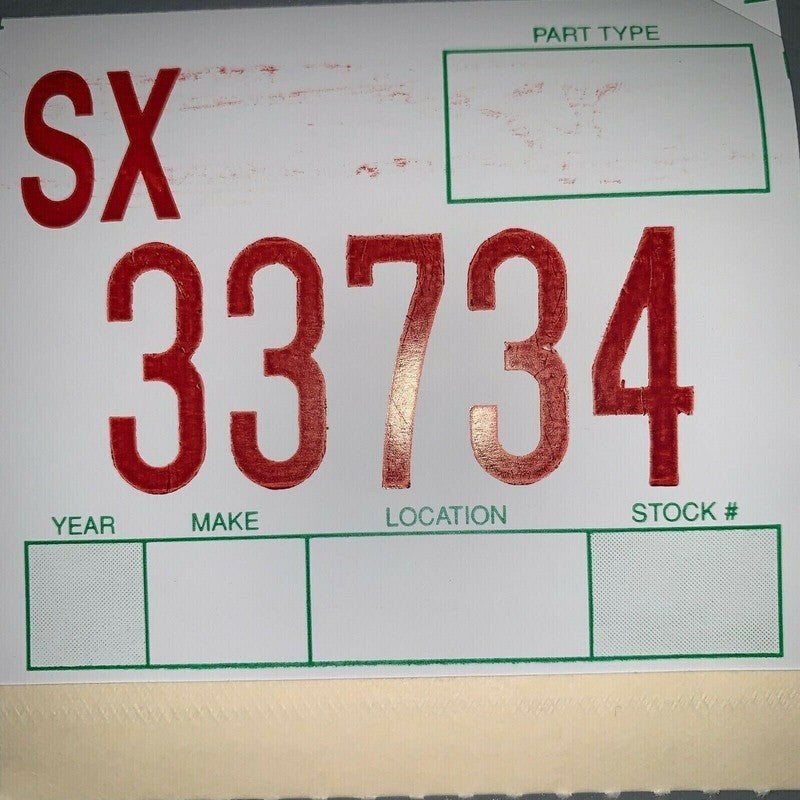 PART TYPE
SX
33734
YEAR MAKE LOCATION STOCK #